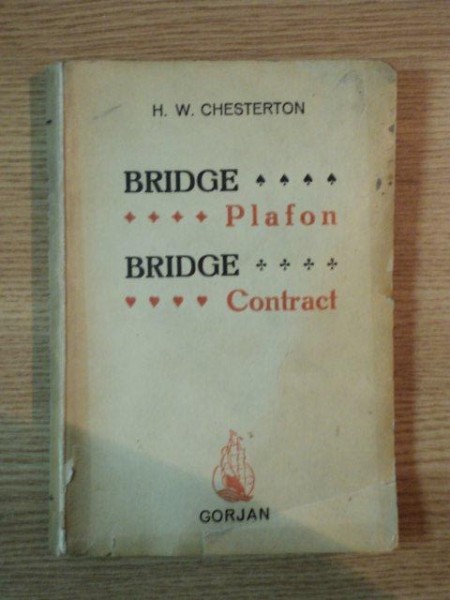 H. W. CHESTERTON
BRIDGE ♠ ♠ ♠ ♠
♦ ♦ ♦ ♦ Plafon
BRIDGE ♣ ♣ ♣ ♣
♥ ♥ ♥ ♥ Contract
GORJAN